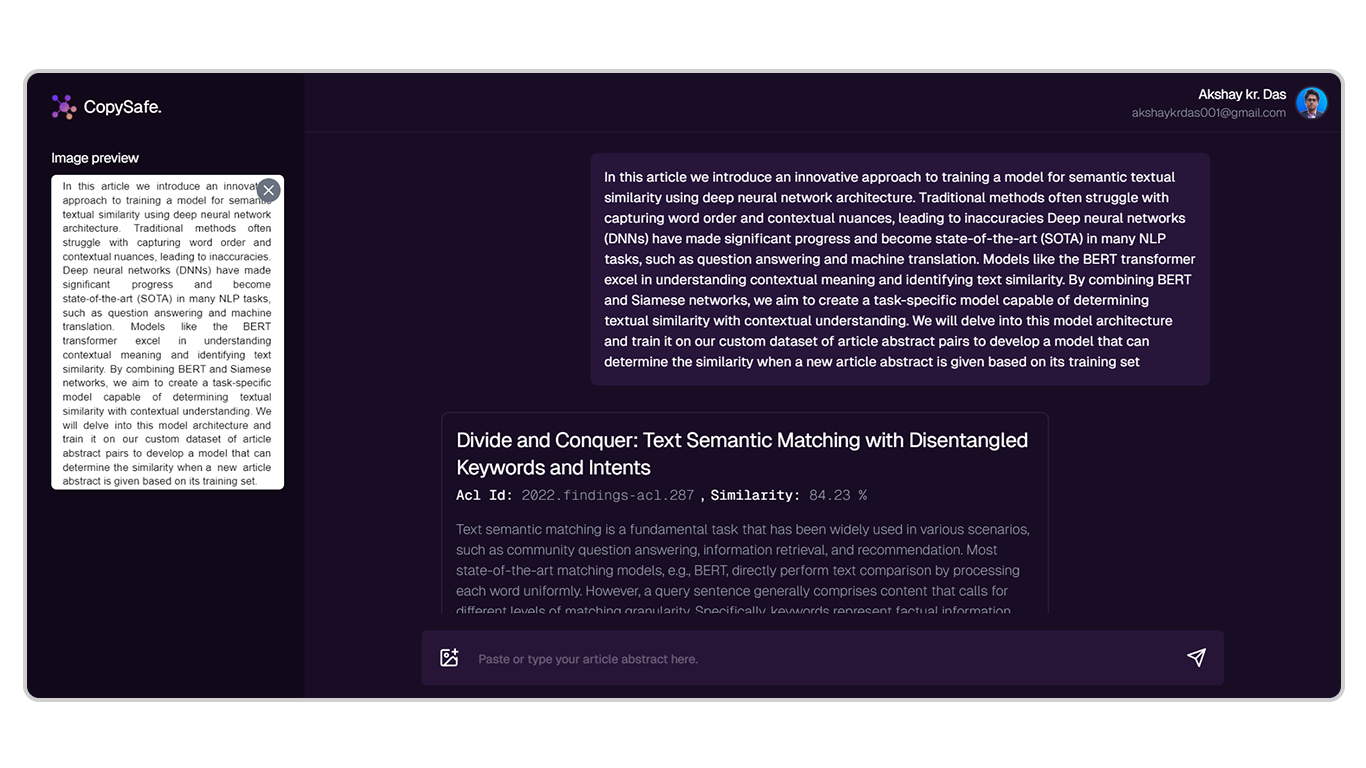 CopySafe.
Akshay kr. Das
akshaykrdas001@gmail.com
Image preview
In this article we introduce an innovat
approach to training a model for semantic
textual similarity using deep neural network
architecture. Traditional methods often
struggle with capturing word order and
contextual nuances, leading to inaccuracies.
Deep neural networks (DNNs) have made
significant progress and become
state-of-the-art (SOTA) in many NLP tasks,
such as question answering and machine
translation. Models like the BERT
transformer excel in understanding
contextual meaning and identifying text
similarity. By combining BERT and Siamese
networks, we aim to create a task-specific
model capable of determining textual
similarity with contextual understanding. We
will delve into this model architecture and
train it on our custom dataset of article
abstract pairs to develop a model that can
determine the similarity when a new article
abstract is given based on its training set.
In this article we introduce an innovative approach to training a model for semantic textual
similarity using deep neural network architecture. Traditional methods often struggle with
capturing word order and contextual nuances, leading to inaccuracies Deep neural networks
(DNNs) have made significant progress and become state-of-the-art (SOTA) in many NLP
tasks, such as question answering and machine translation. Models like the BERT transformer
excel in understanding contextual meaning and identifying text similarity. By combining BERT
and Siamese networks, we aim to create a task-specific model capable of determining
textual similarity with contextual understanding. We will delve into this model architecture
and train it on our custom dataset of article abstract pairs to develop a model that can
determine the similarity when a new article abstract is given based on its training set
Divide and Conquer: Text Semantic Matching with Disentangled
Keywords and Intents
Acl Id: 2022.findings-acl.287 , Similarity: 84.23 %
Text semantic matching is a fundamental task that has been widely used in various scenarios,
such as community question answering, information retrieval, and recommendation. Most
state-of-the-art matching models, e.g., BERT, directly perform text comparison by processing
each word uniformly. However, a query sentence generally comprises content that calls for
different levels of matching granularity. Specifically, keywords represent factual information
Paste or type your article abstract here.